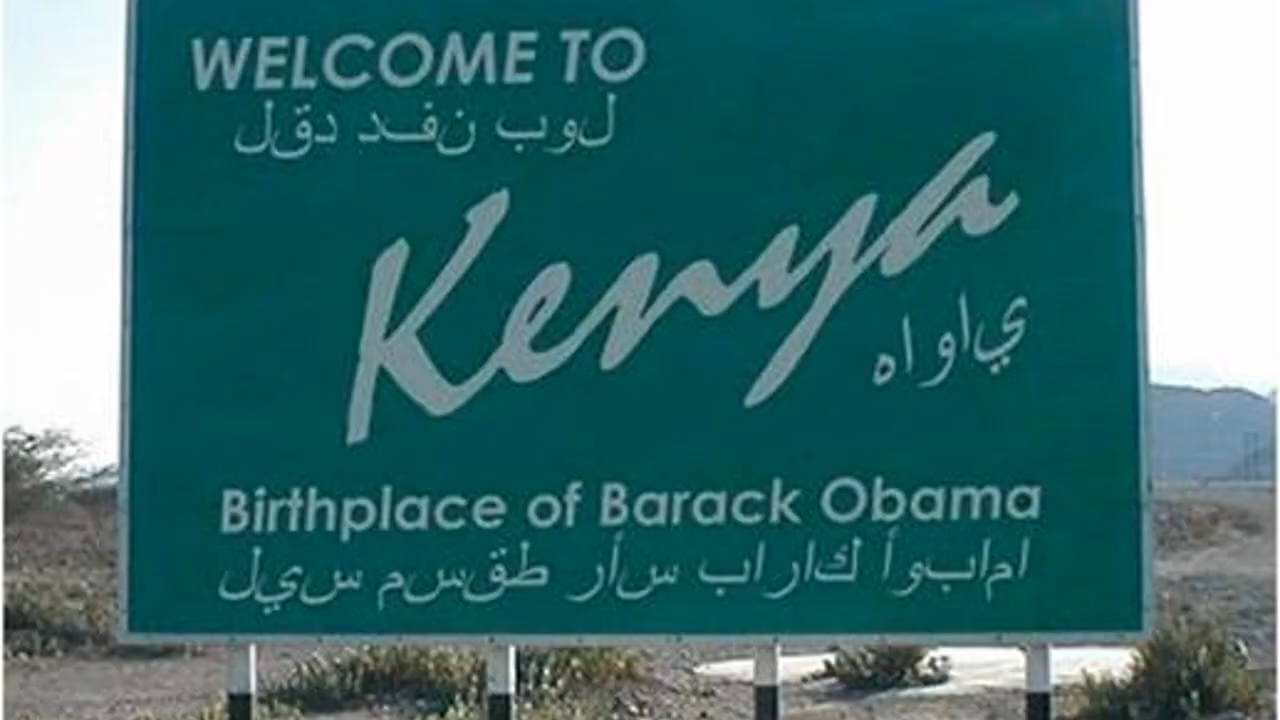 WELCOME TO
لوب نفد دقل
Kenya
ياواه
Birthplace of Barack Obama
امابوأ كاراب سأر طقسم سيل